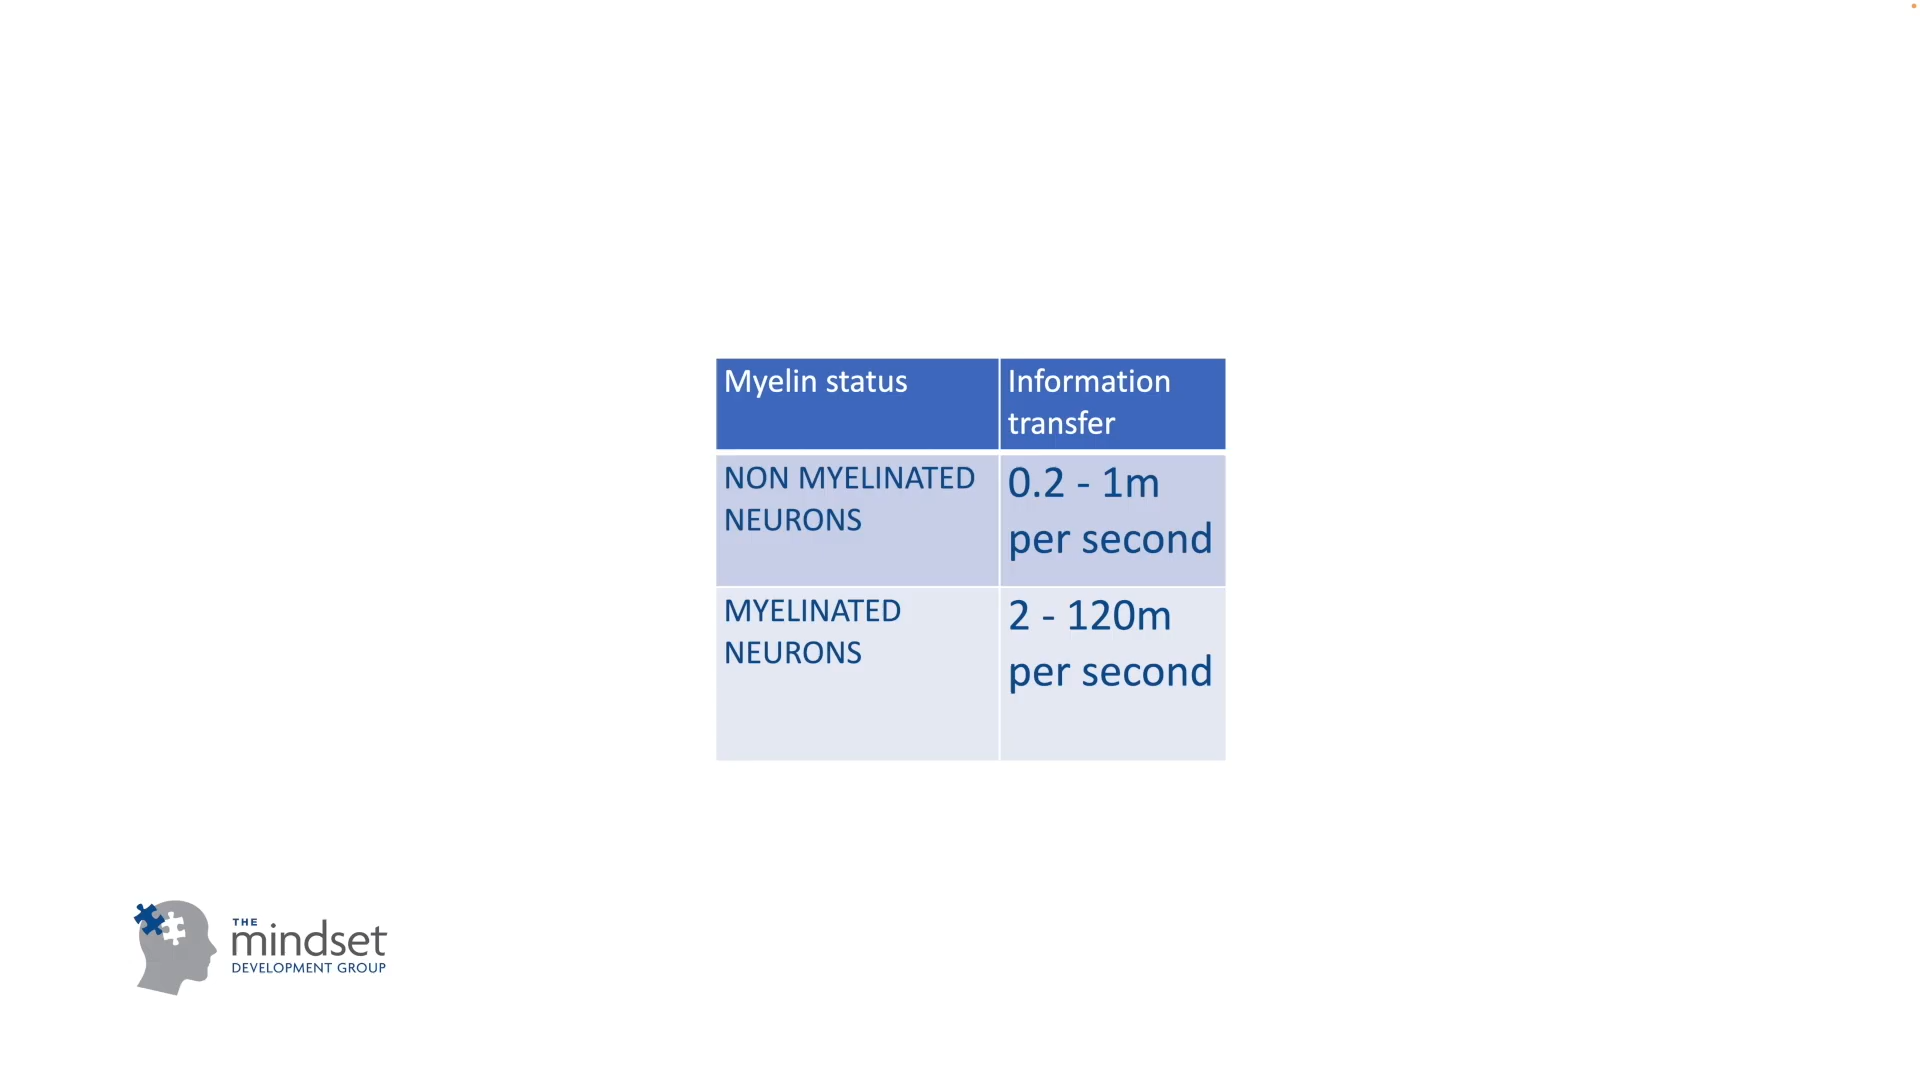 Myelin status
Information
transfer
NON MYELINATED
NEURONS
0.2 - 1m
per second
MYELINATED
NEURONS
2 - 120m
per second
THE
mindset
DEVELOPMENT GROUP